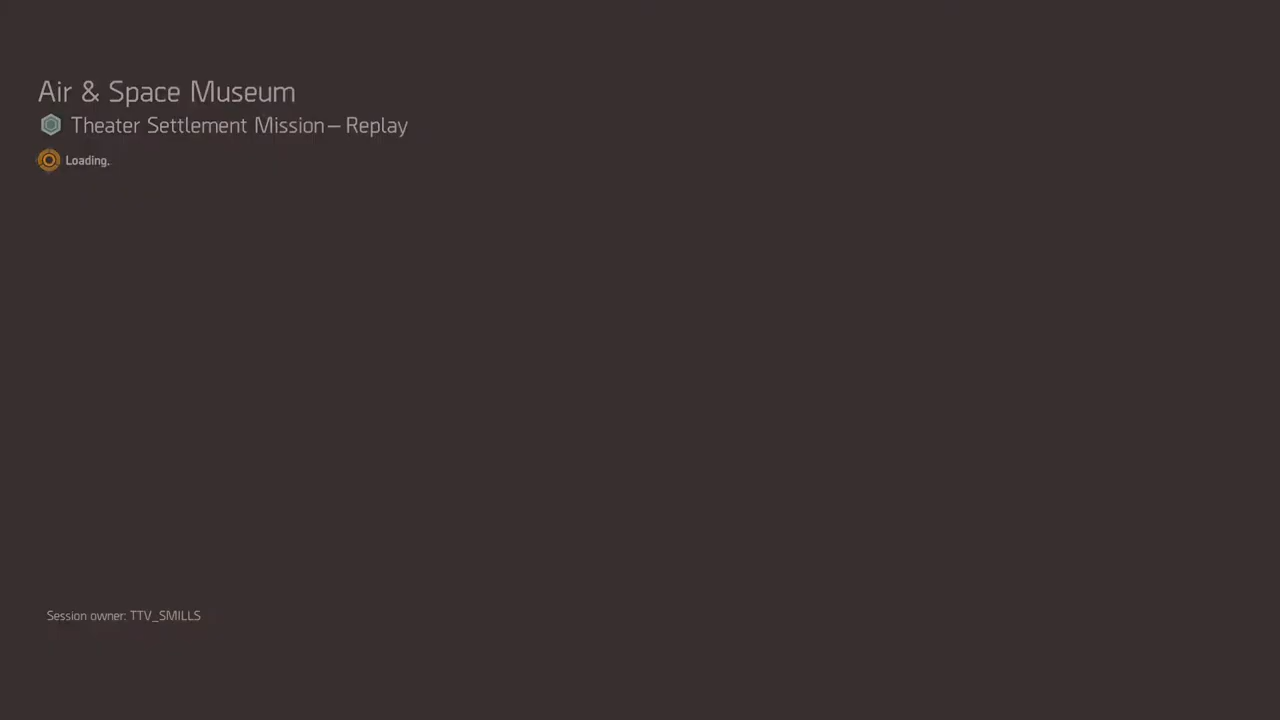 Air & Space Museum
Theater Settlement Mission – Replay
Loading.
Session owner: TTV_SMILLS